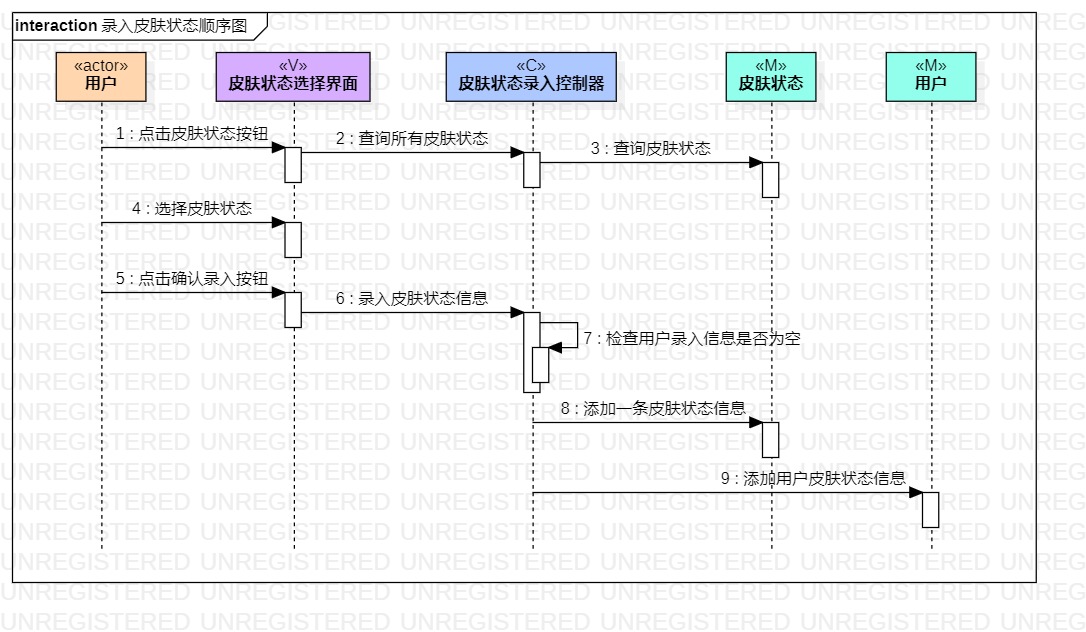 interaction 录入皮肤状态顺序图
«actor»
用户
«V»
皮肤状态选择界面
«C»
皮肤状态录入控制器
«M»
皮肤状态
«M»
用户
1 : 点击皮肤状态按钮
2 : 查询所有皮肤状态
3 : 查询皮肤状态
4 : 选择皮肤状态
5 : 点击确认录入按钮
6 : 录入皮肤状态信息
7 : 检查用户录入信息是否为空
8 : 添加一条皮肤状态信息
9 : 添加用户皮肤状态信息
UNREGISTERED